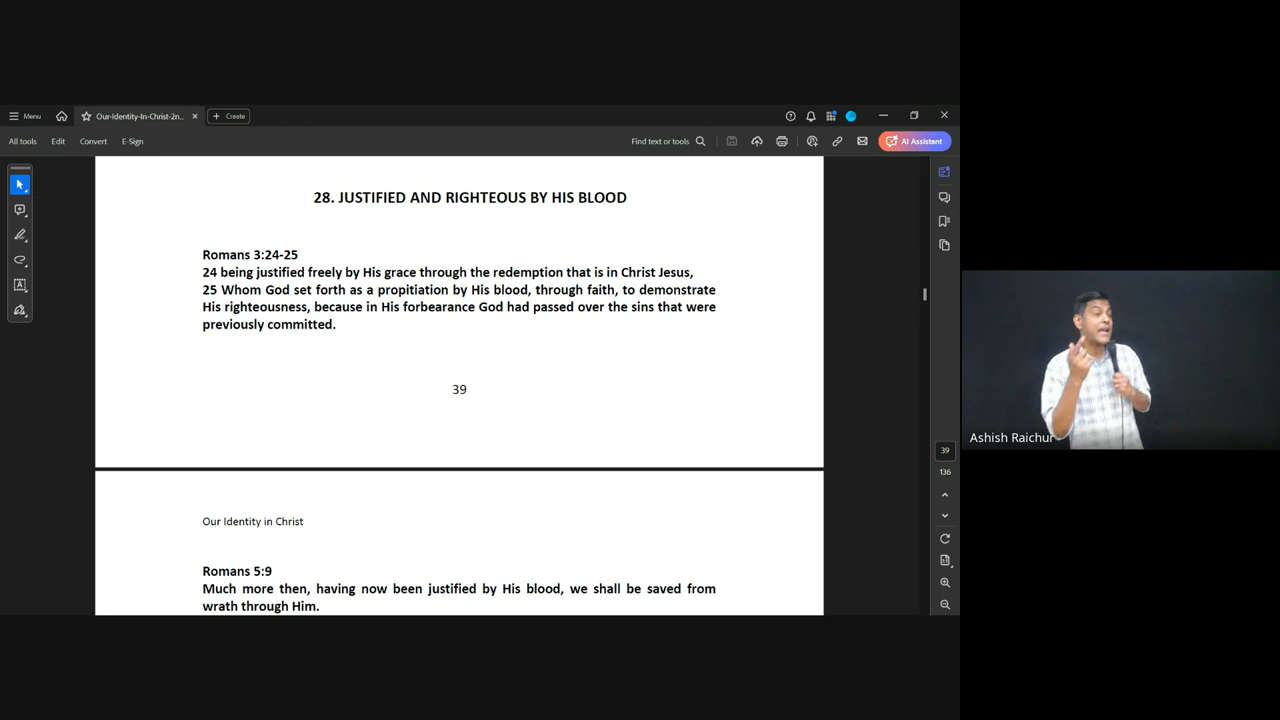 Menu
Our-Identity-In-Christ-2n...
Create
All tools
Edit
Convert
E-Sign
Find text or tools
AI Assistant
28. JUSTIFIED AND RIGHTEOUS BY HIS BLOOD
Romans 3:24-25
24 being justified freely by His grace through the redemption that is in Christ Jesus,
25 Whom God set forth as a propitiation by His blood, through faith, to demonstrate
His righteousness, because in His forbearance God had passed over the sins that were
previously committed.
39
Our Identity in Christ
Romans 5:9
Much more then, having now been justified by His blood, we shall be saved from
wrath through Him.
39
136
Ashish Raichur